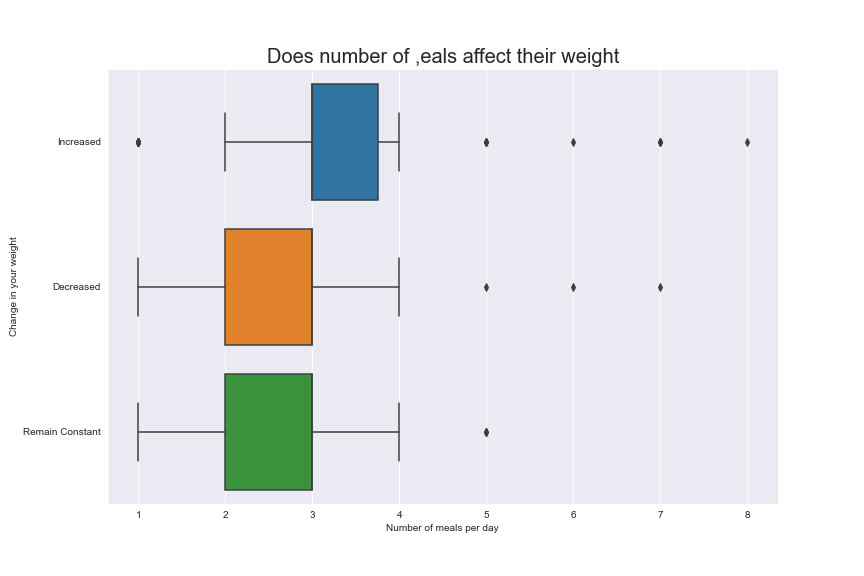 Does number of ,eals affect their weight
Increased
Decreased
Remain Constant
Change in your weight
1 2 3 4 5 6 7 8
Number of meals per day